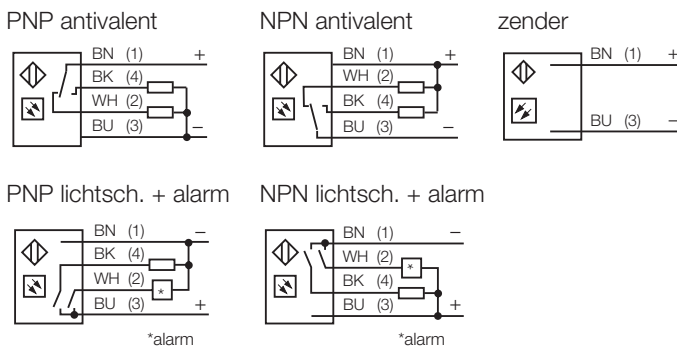 PNP antivalent
BN (1) +
BK (4)
WH (2)
BU (3) –
NPN antivalent
BN (1) +
WH (2)
BK (4)
BU (3) –
zender
BN (1) +
BU (3) –
PNP lichtsch. + alarm
BN (1) –
BK (4)
WH (2) *
BU (3) +
*alarm
NPN lichtsch. + alarm
BN (1) –
WH (2) *
BK (4)
BU (3) +
*alarm